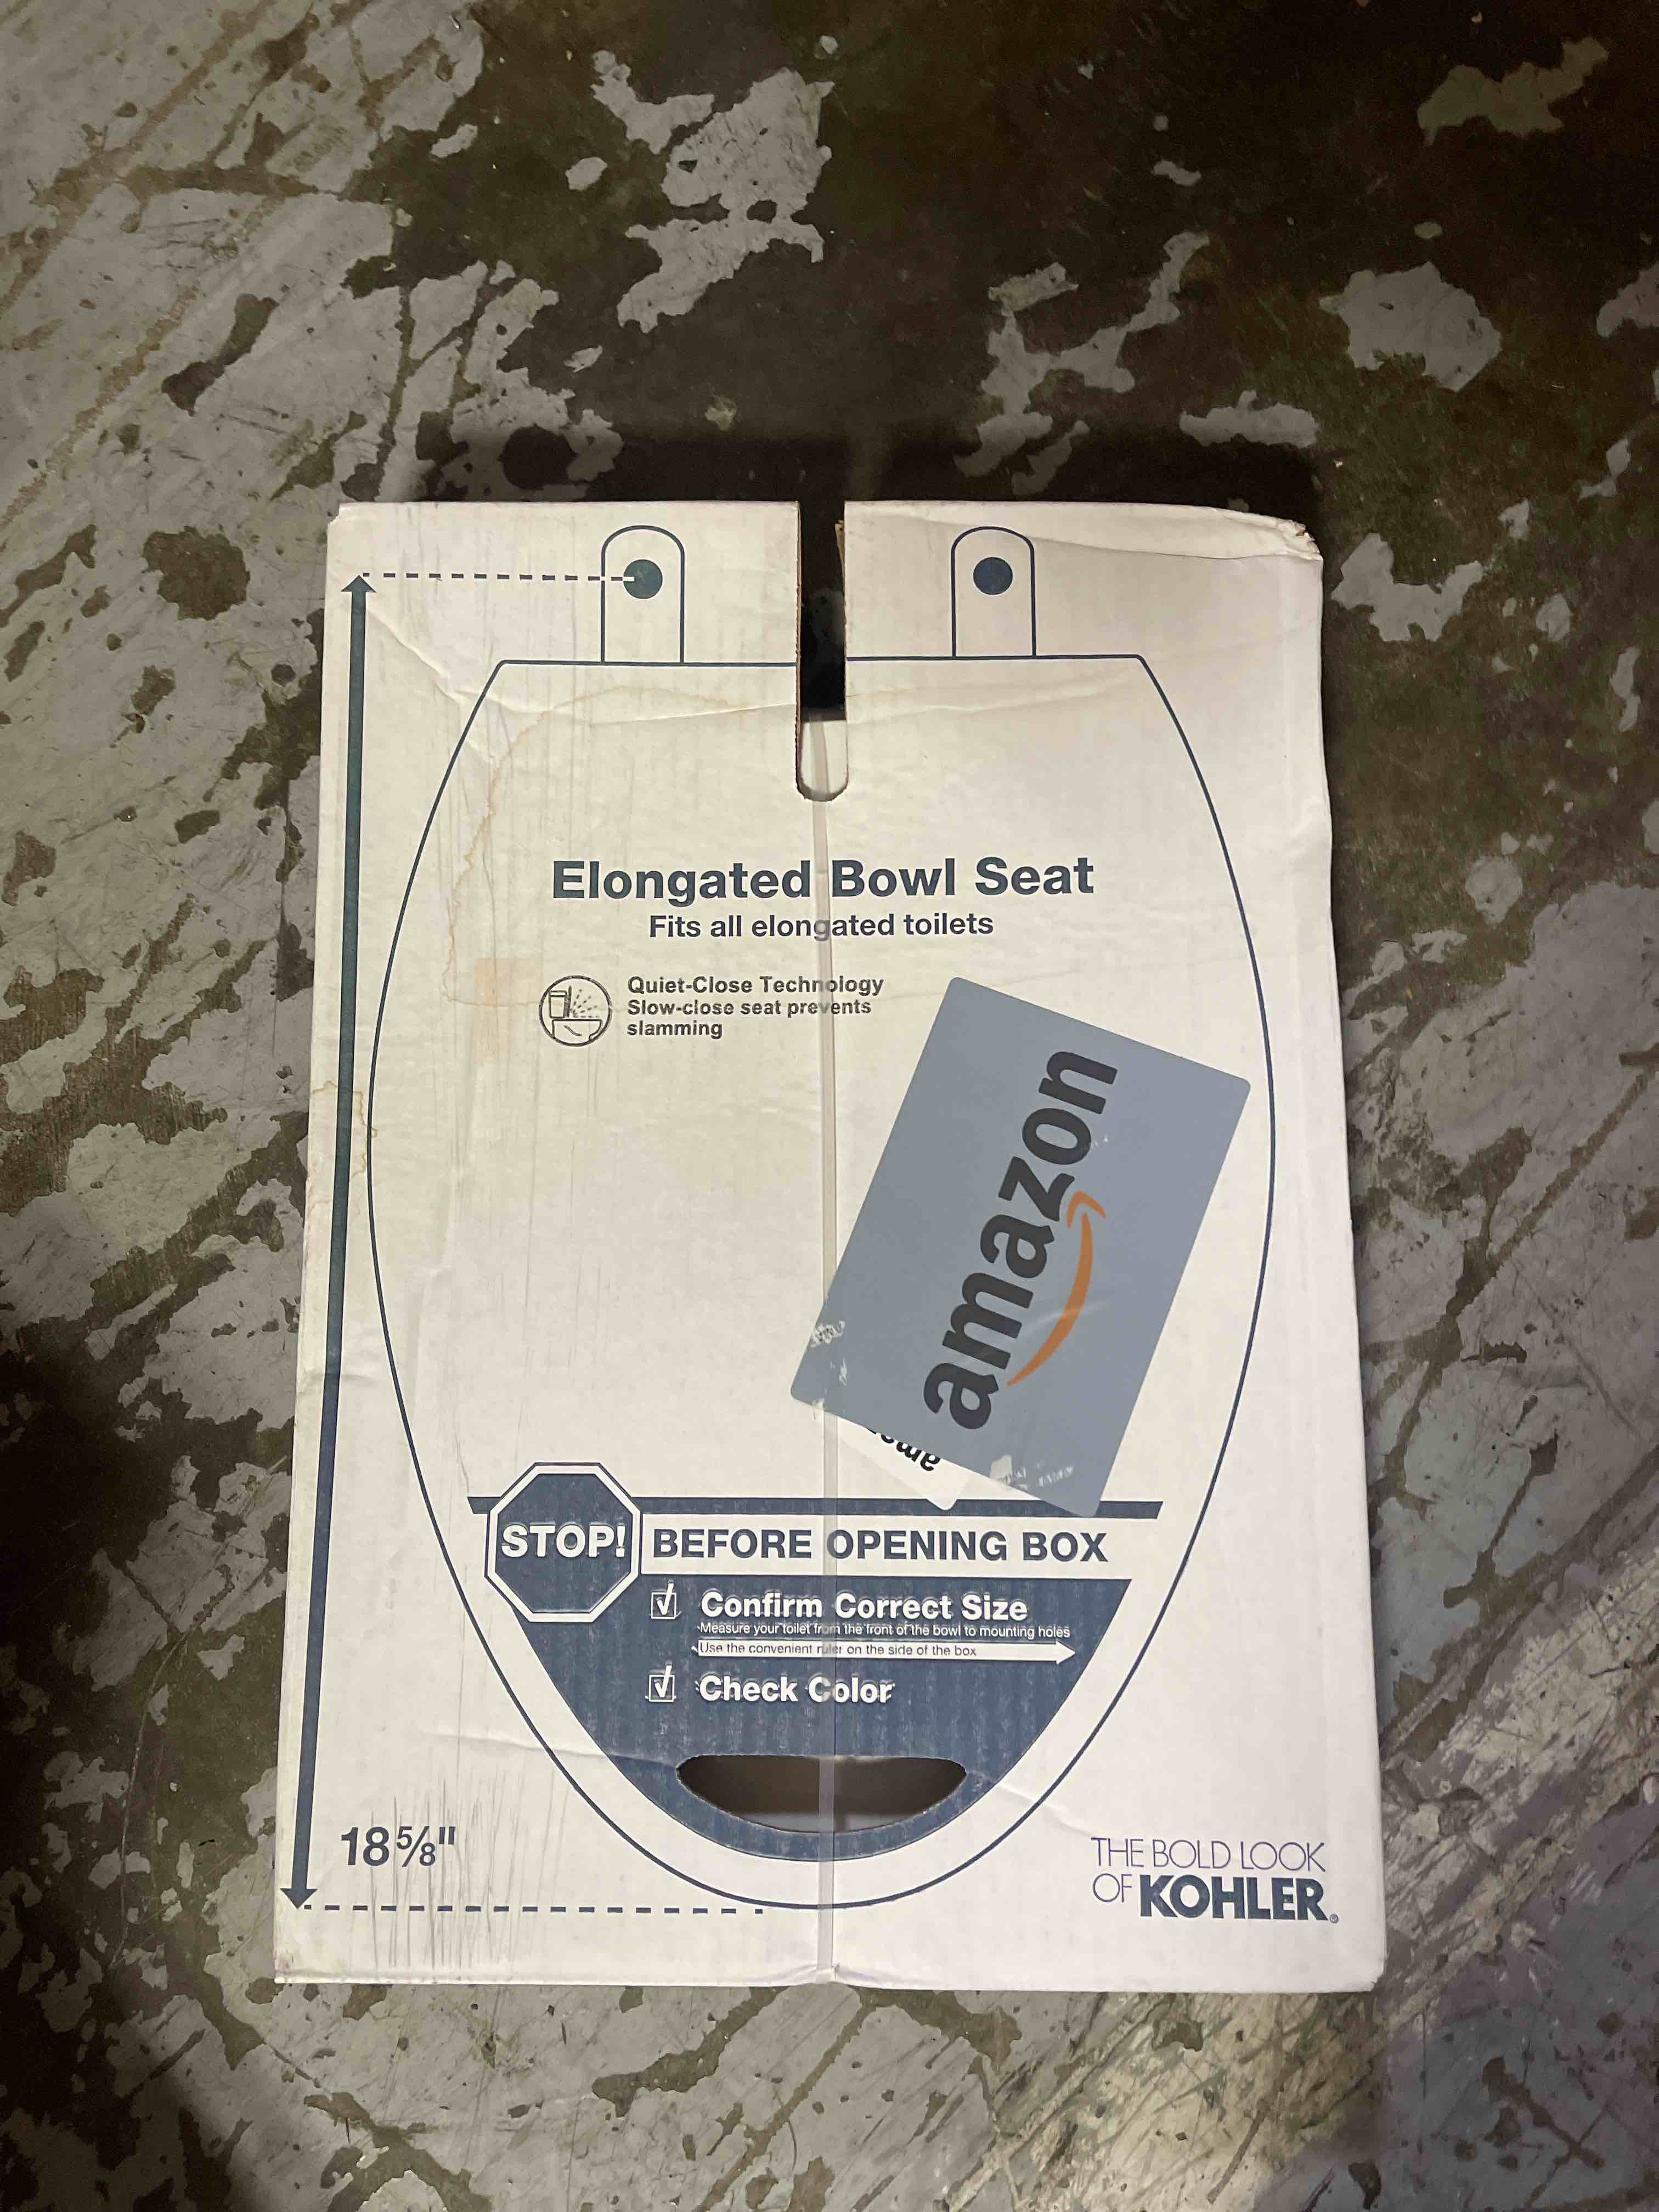 Elongated Bowl Seat
Fits all elongated toilets
Quiet-Close Technology
Slow-close seat prevents
slamming
amazon
STOP! BEFORE OPENING BOX
Confirm Correct Size
Measure your toilet from the front of the bowl to mounting holes
Use the convenient ruler on the side of the box
Check Color
18⅝"
THE BOLD LOOK
OF KOHLER®